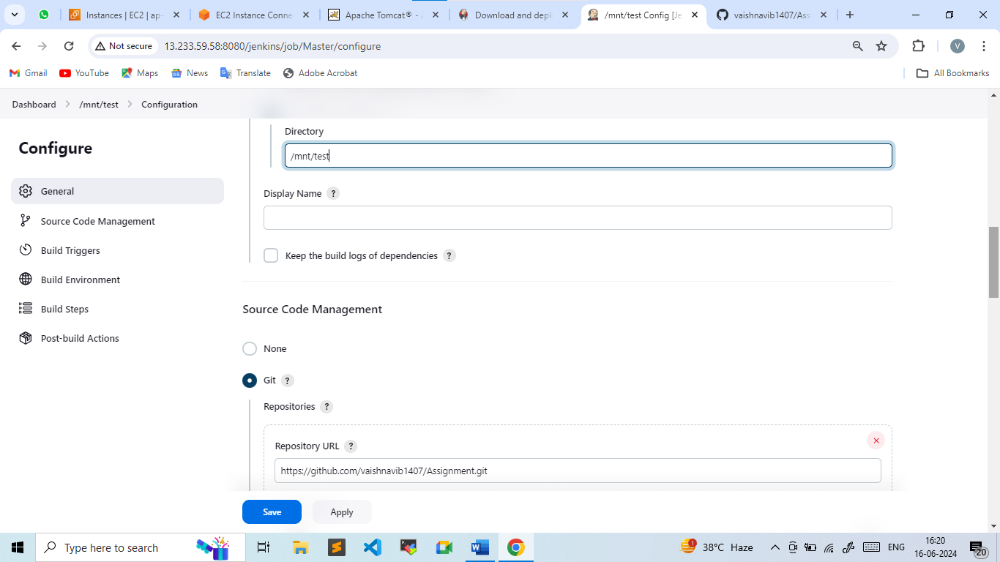 Instances | EC2 | ap-
EC2 Instance Conne
Apache Tomcat® - A
Download and depl
/mnt/test Config [Je
vaishnavib1407/Ass
Not secure
13.233.59.58:8080/jenkins/job/Master/configure
V
Gmail
YouTube
Maps
News
Translate
Adobe Acrobat
All Bookmarks
Dashboard
/mnt/test
Configuration
Configure
General
Source Code Management
Build Triggers
Build Environment
Build Steps
Post-build Actions
Directory
/mnt/test
Display Name ?
Keep the build logs of dependencies ?
Source Code Management
None
Git ?
Repositories ?
Repository URL ?
https://github.com/vaishnavib1407/Assignment.git
Save
Apply
Type here to search
1
38°C Haze
ENG
16:20
16-06-2024
20